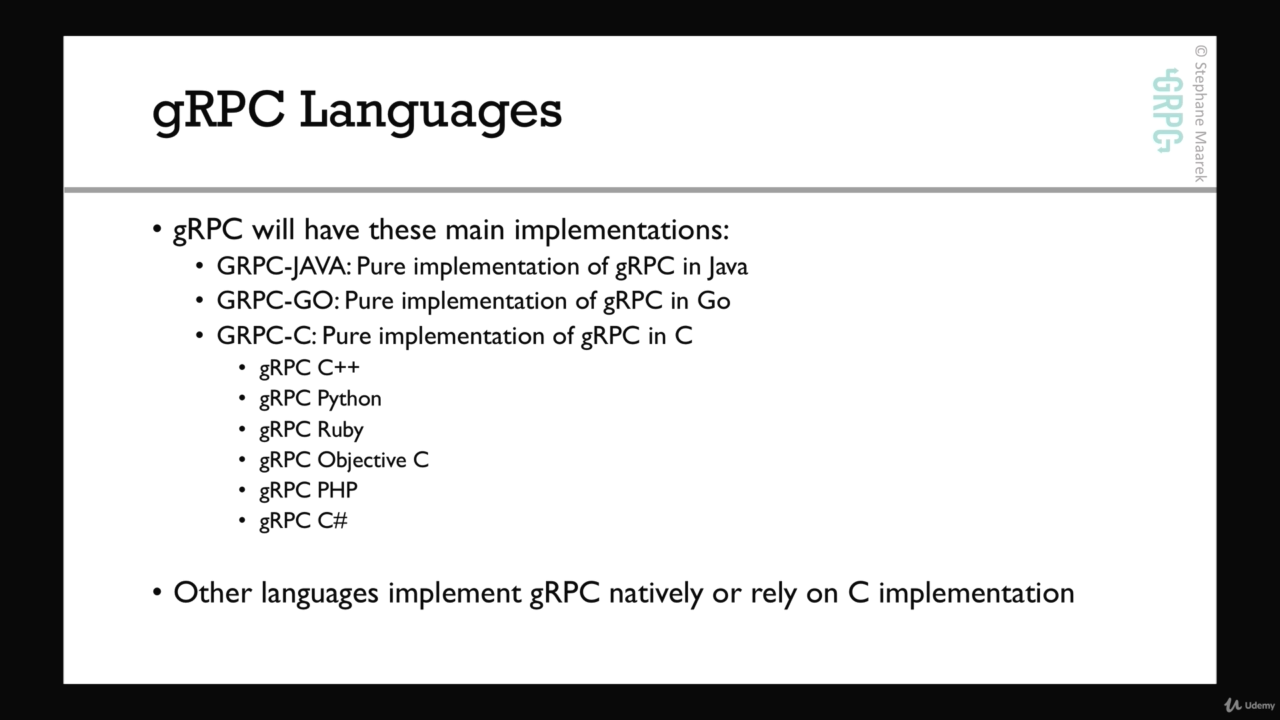 gRPC Languages
GRPC
© Stephane Maarek
• gRPC will have these main implementations:
• GRPC-JAVA: Pure implementation of gRPC in Java
• GRPC-GO: Pure implementation of gRPC in Go
• GRPC-C: Pure implementation of gRPC in C
• gRPC C++
• gRPC Python
• gRPC Ruby
• gRPC Objective C
• gRPC PHP
• gRPC C#
• Other languages implement gRPC natively or rely on C implementation
Udemy